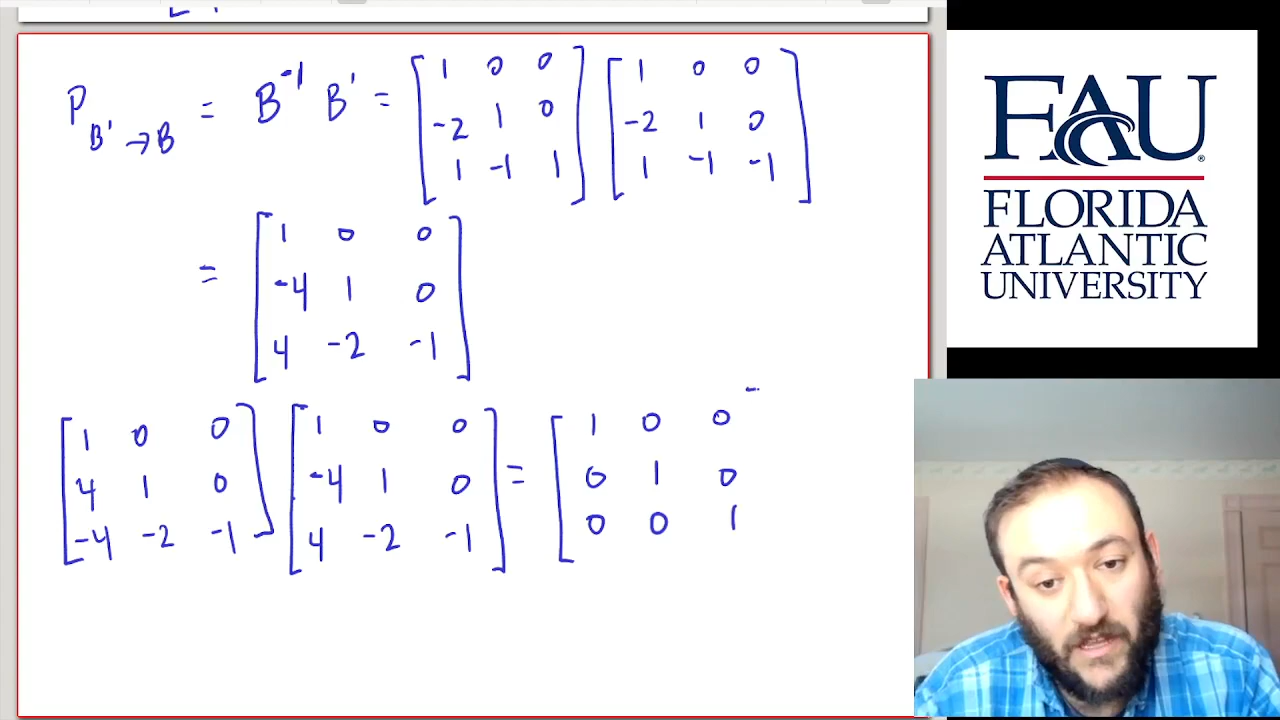 P_{B'→B} = B^{-1} B' = [1 0 0; -2 1 0; 1 -1 1] [1 0 0; -2 1 0; 1 -1 -1]
= [1 0 0; -4 1 0; 4 -2 -1]
[1 0 0; 4 1 0; -4 -2 -1] [1 0 0; -4 1 0; 4 -2 -1] = [1 0 0; 0 1 0; 0 0 1
FAU
FLORIDA
ATLANTIC
UNIVERSITY